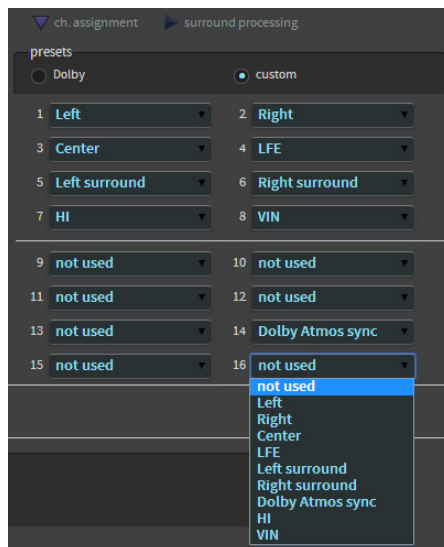 ch. assignment surround processing
presets
Dolby custom
1 Left 2 Right
3 Center 4 LFE
5 Left surround 6 Right surround
7 HI 8 VIN
9 not used 10 not used
11 not used 12 not used
13 not used 14 Dolby Atmos sync
15 not used 16 not used
not used
Left
Right
Center
LFE
Left surround
Right surround
Dolby Atmos sync
HI
VIN